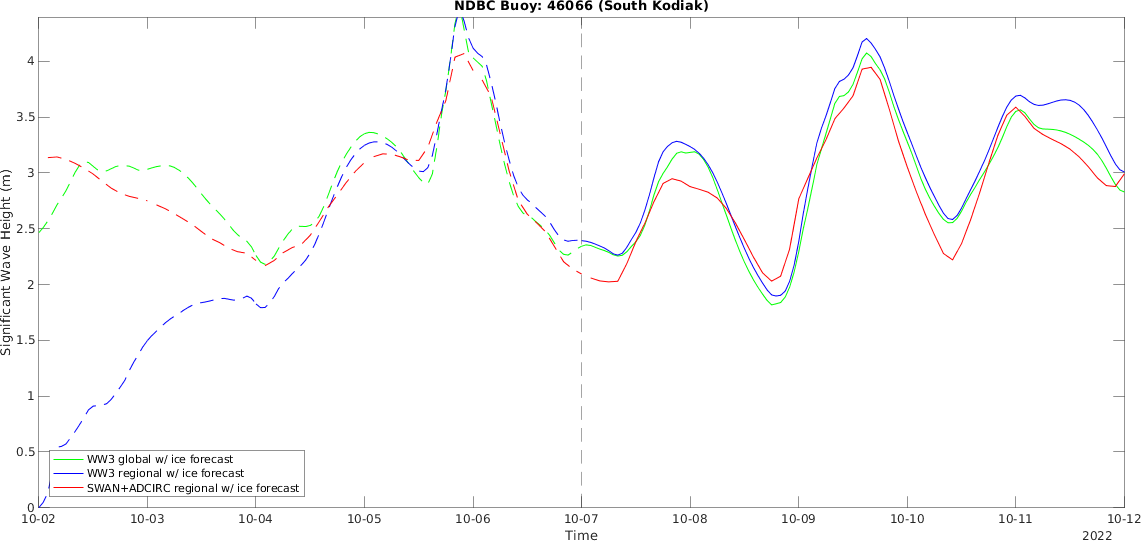 NDBC Buoy: 46066 (South Kodiak)
4
3.5
3
2.5
2
1.5
1
0.5
0
Significant Wave Height (m)
WW3 global w/ ice forecast
WW3 regional w/ ice forecast
SWAN+ADCIRC regional w/ ice forecast
10-02 10-03 10-04 10-05 10-06 10-07 10-08 10-09 10-10 10-11 10-12
Time
2022